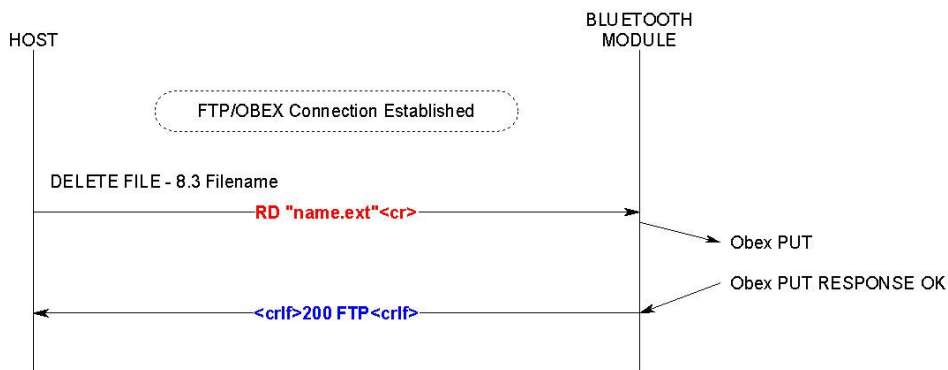 HOST
BLUETOOTH
MODULE
FTP/OBEX Connection Established
DELETE FILE - 8.3 Filename
RD "name.ext"<cr>
Obex PUT
Obex PUT RESPONSE OK
<crlf>200 FTP<crlf>